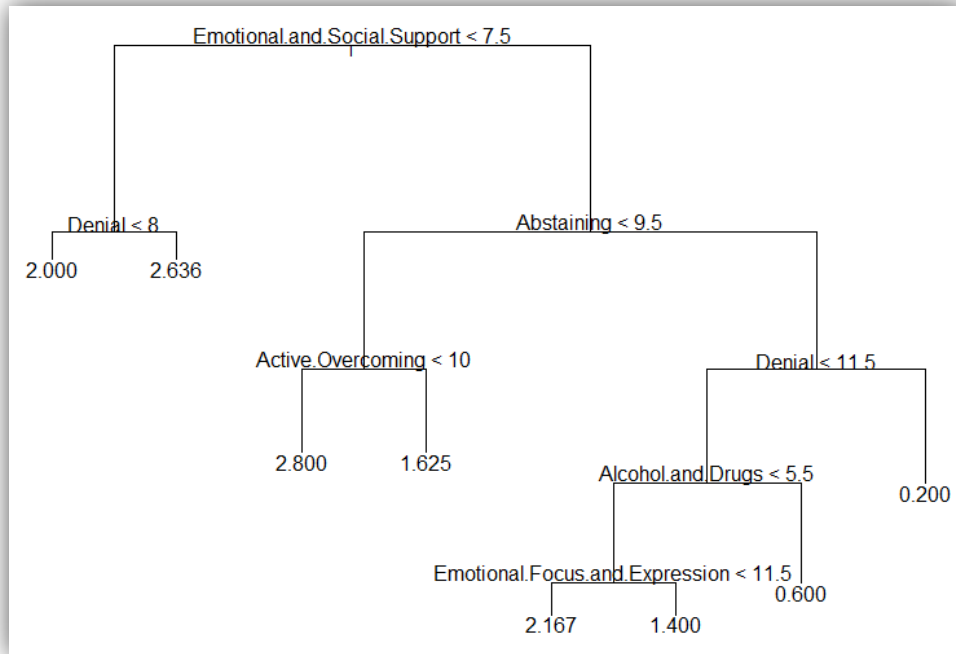 Emotional.and.Social.Support < 7.5
Denial < 8
Abstaining < 9.5
2.000
2.636
Active.Overcoming < 10
Denial < 11.5
2.800
1.625
Alcohol.and.Drugs < 5.5
0.200
Emotional.Focus.and.Expression < 11.5
0.600
2.167
1.400